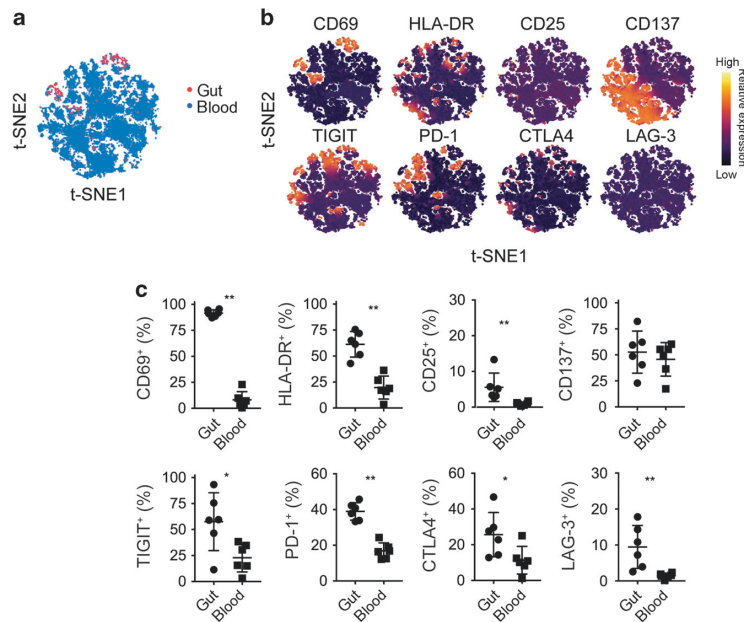 a
t-SNE2
t-SNE1
Gut
Blood
b
CD69 HLA-DR CD25 CD137
t-SNE2
TIGIT PD-1 CTLA4 LAG-3
t-SNE1
High
Relative expression
Low
c
CD69⁺ (%)
100
75
50
25
0
**
Gut Blood
HLA-DR⁺ (%)
100
75
50
25
0
**
Gut Blood
CD25⁺ (%)
30
20
10
0
**
Gut Blood
CD137⁺ (%)
100
75
50
25
0
Gut Blood
TIGIT⁺ (%)
100
75
50
25
0
*
Gut Blood
PD-1⁺ (%)
60
40
20
0
**
Gut Blood
CTLA4⁺ (%)
60
40
20
0
*
Gut Blood
LAG-3⁺ (%)
30
20
10
0
**
Gut Blood